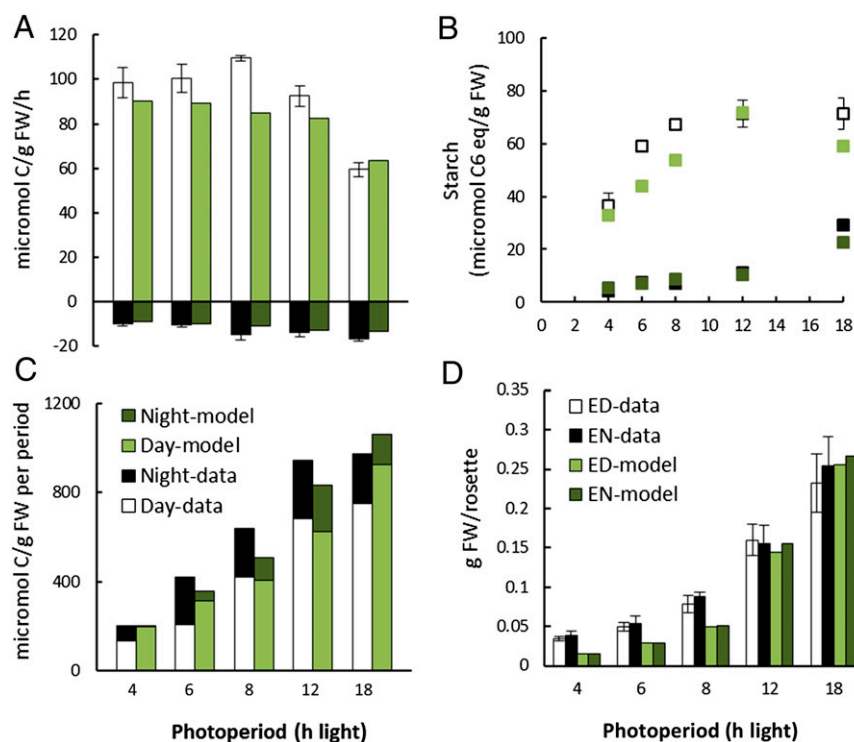 A
micromol C/g FW/h
120
100
80
60
40
20
0
-20
B
Starch
(micromol C6 eq/g FW)
100
80
60
40
20
0
0 2 4 6 8 10 12 14 16 18
C
micromol C/g FW per period
1200
800
400
0
Night-model
Day-model
Night-data
Day-data
4 6 8 12 18
Photoperiod (h light)
D
g FW/rosette
0.35
0.3
0.25
0.2
0.15
0.1
0.05
0
ED-data
EN-data
ED-model
EN-model
4 6 8 12 18
Photoperiod (h light)